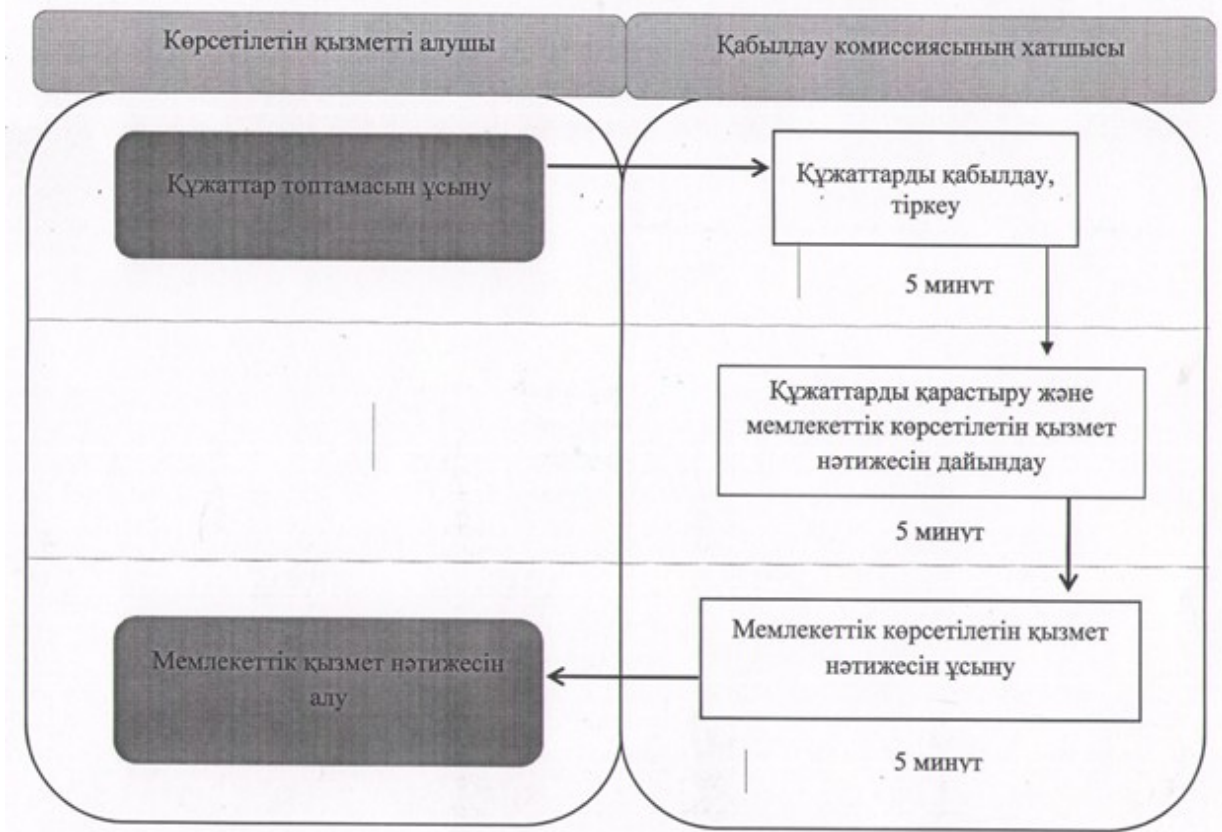 Көрсетілетін қызметті алушы
Қабылдау комиссиясының хатшысы
Құжаттар топтамасын ұсыну
Құжаттарды қабылдау,
тіркеу
5 минут
Құжаттарды қарастыру және
мемлекеттік көрсетілетін қызмет
нәтижесін дайындау
5 минут
Мемлекеттік көрсетілетін қызмет
нәтижесін ұсыну
Мемлекеттік қызмет нәтижесін
алу
5 минут